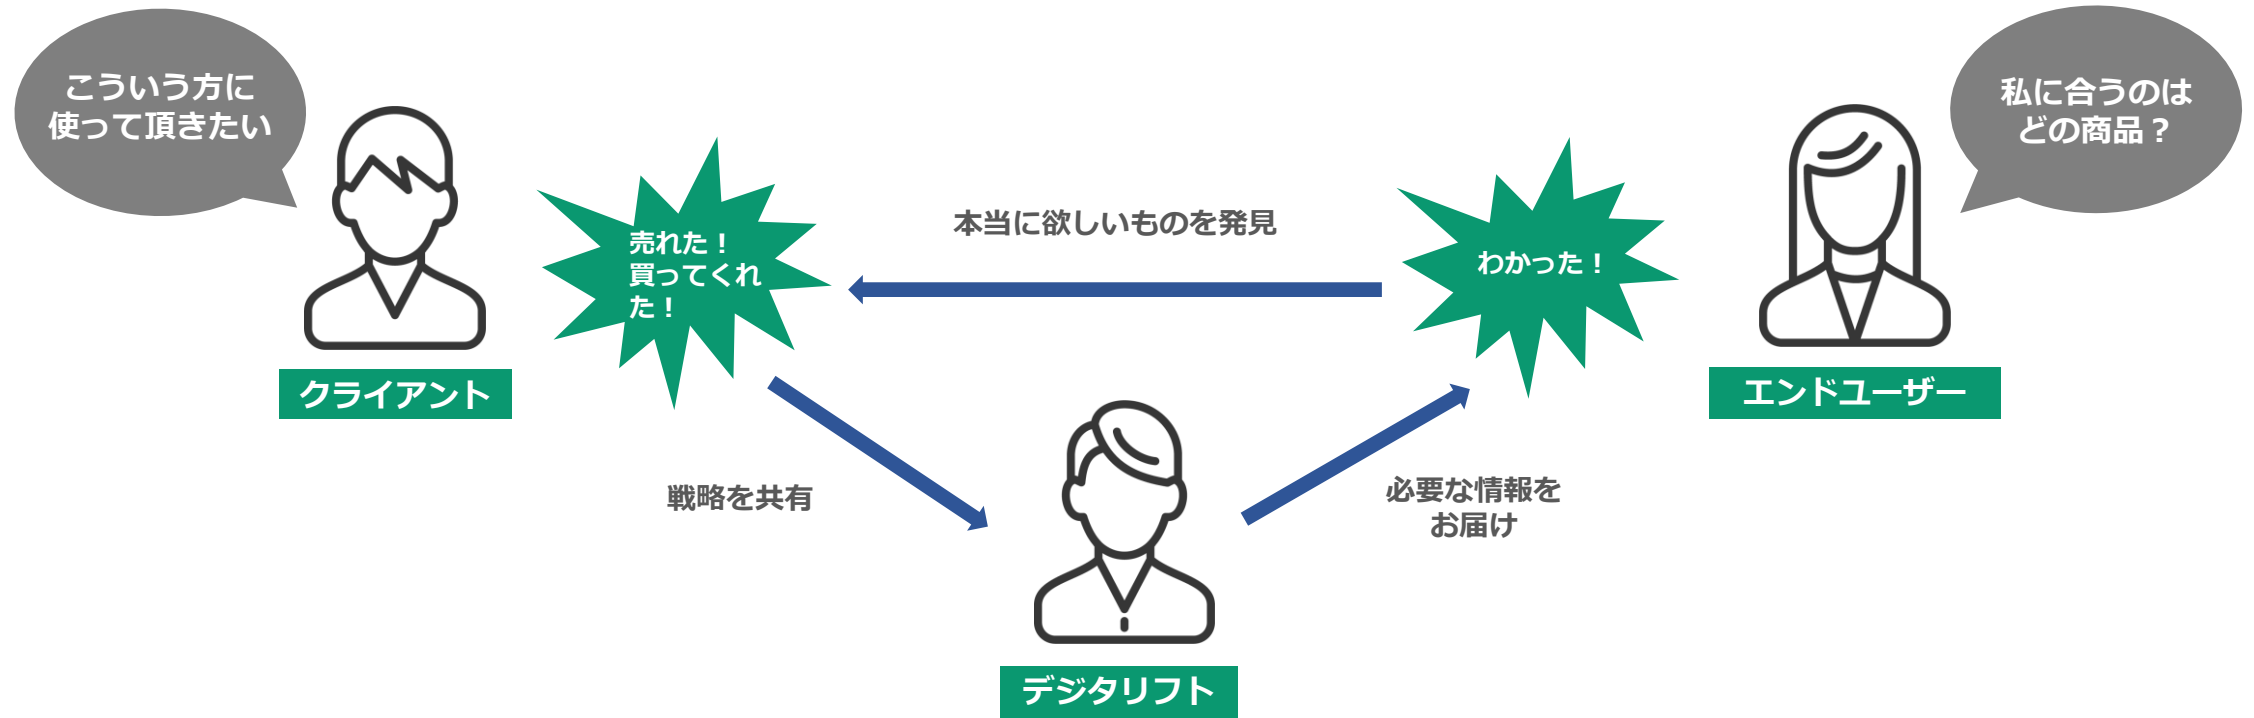 こういう方に
使って頂きたい
私に合うのは
どの商品？
売れた！
買ってくれ
た！
本当に欲しいものを発見
わかった！
クライアント
エンドユーザー
戦略を共有
必要な情報を
お届け
デジタリフト